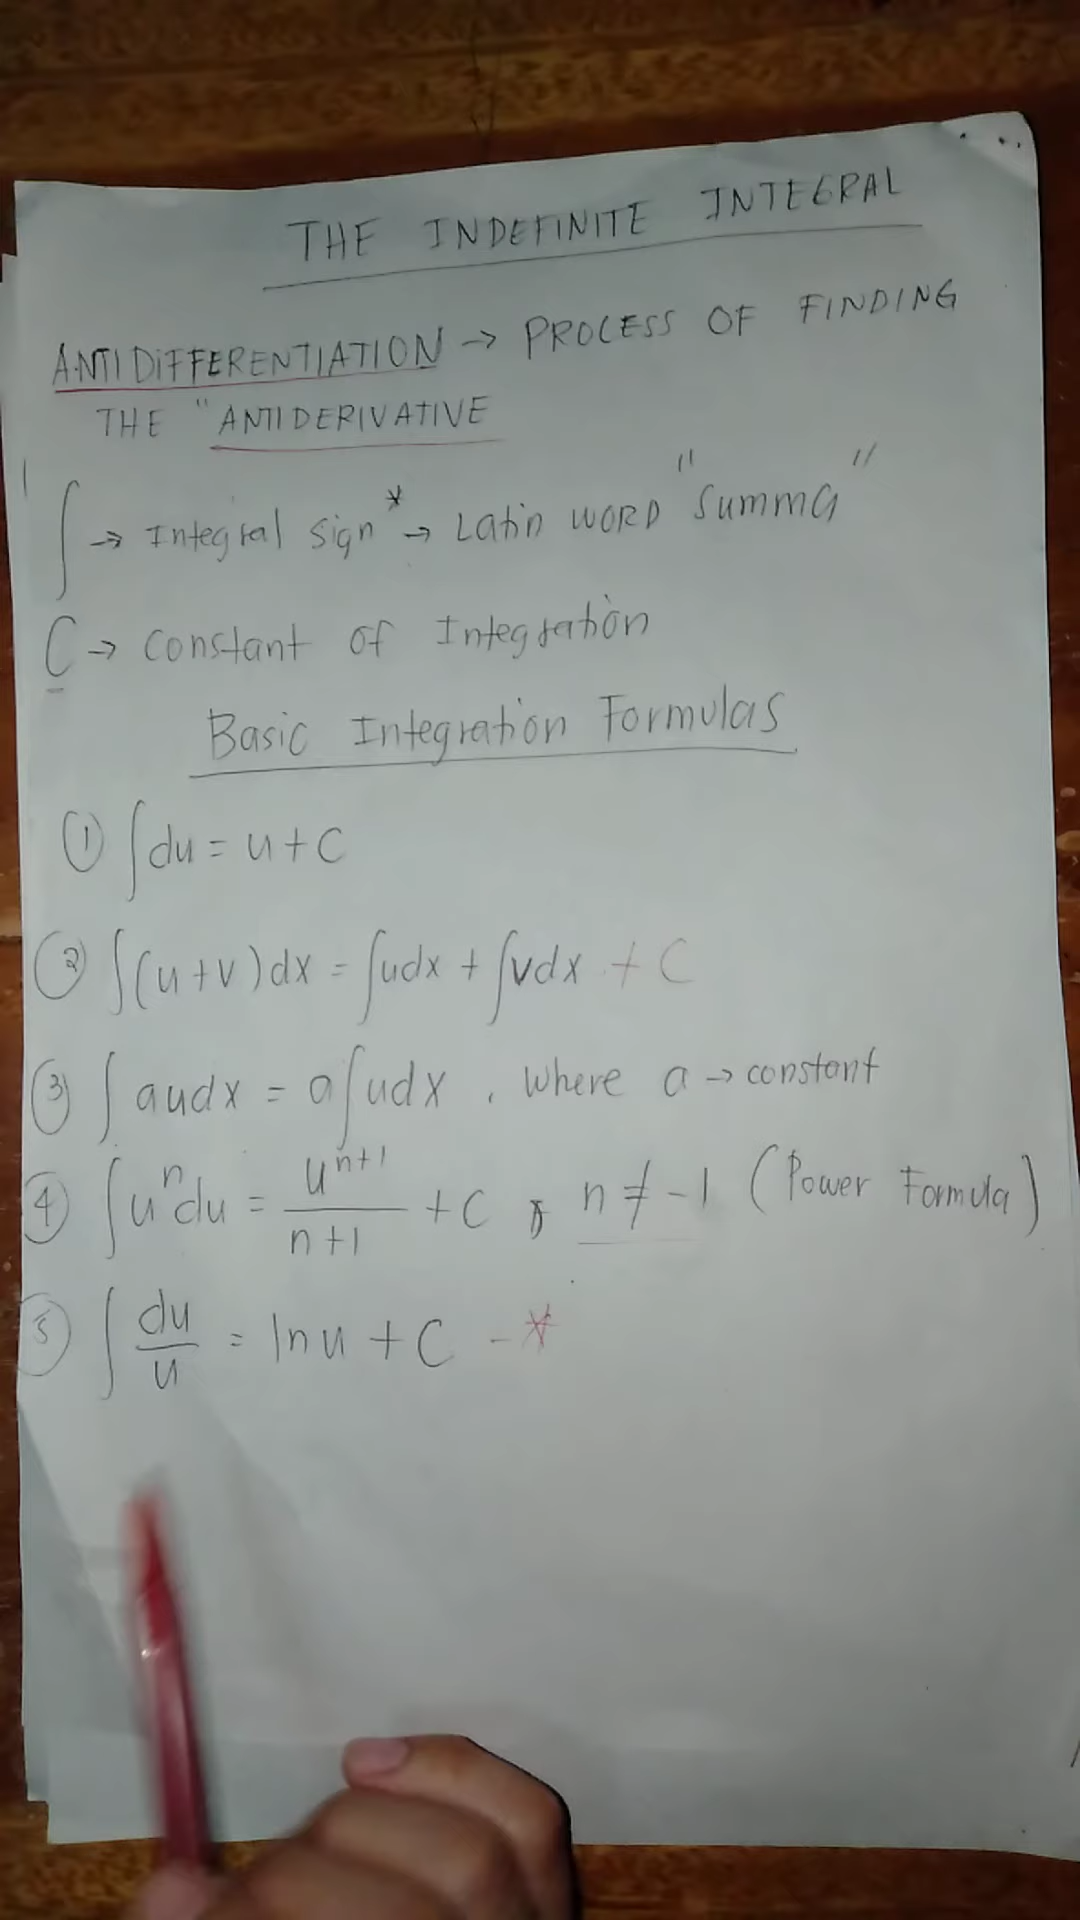 THE INDEFINITE INTEGRAL
ANTIDIFFERENTIATION → PROCESS OF FINDING
THE "ANTIDERIVATIVE
∫ → Integral Sign * → Latin WORD "Summa"
C → Constant of Integration
Basic Integration Formulas
① ∫du = u + C
② ∫(u+v)dx = ∫udx + ∫vdx + C
③ ∫audx = a∫udx, Where a → constant
④ ∫uⁿdu = uⁿ⁺¹/n+1 + C ; n ≠ -1 (Power Formula)
⑤ ∫du/u = ln u + C - *